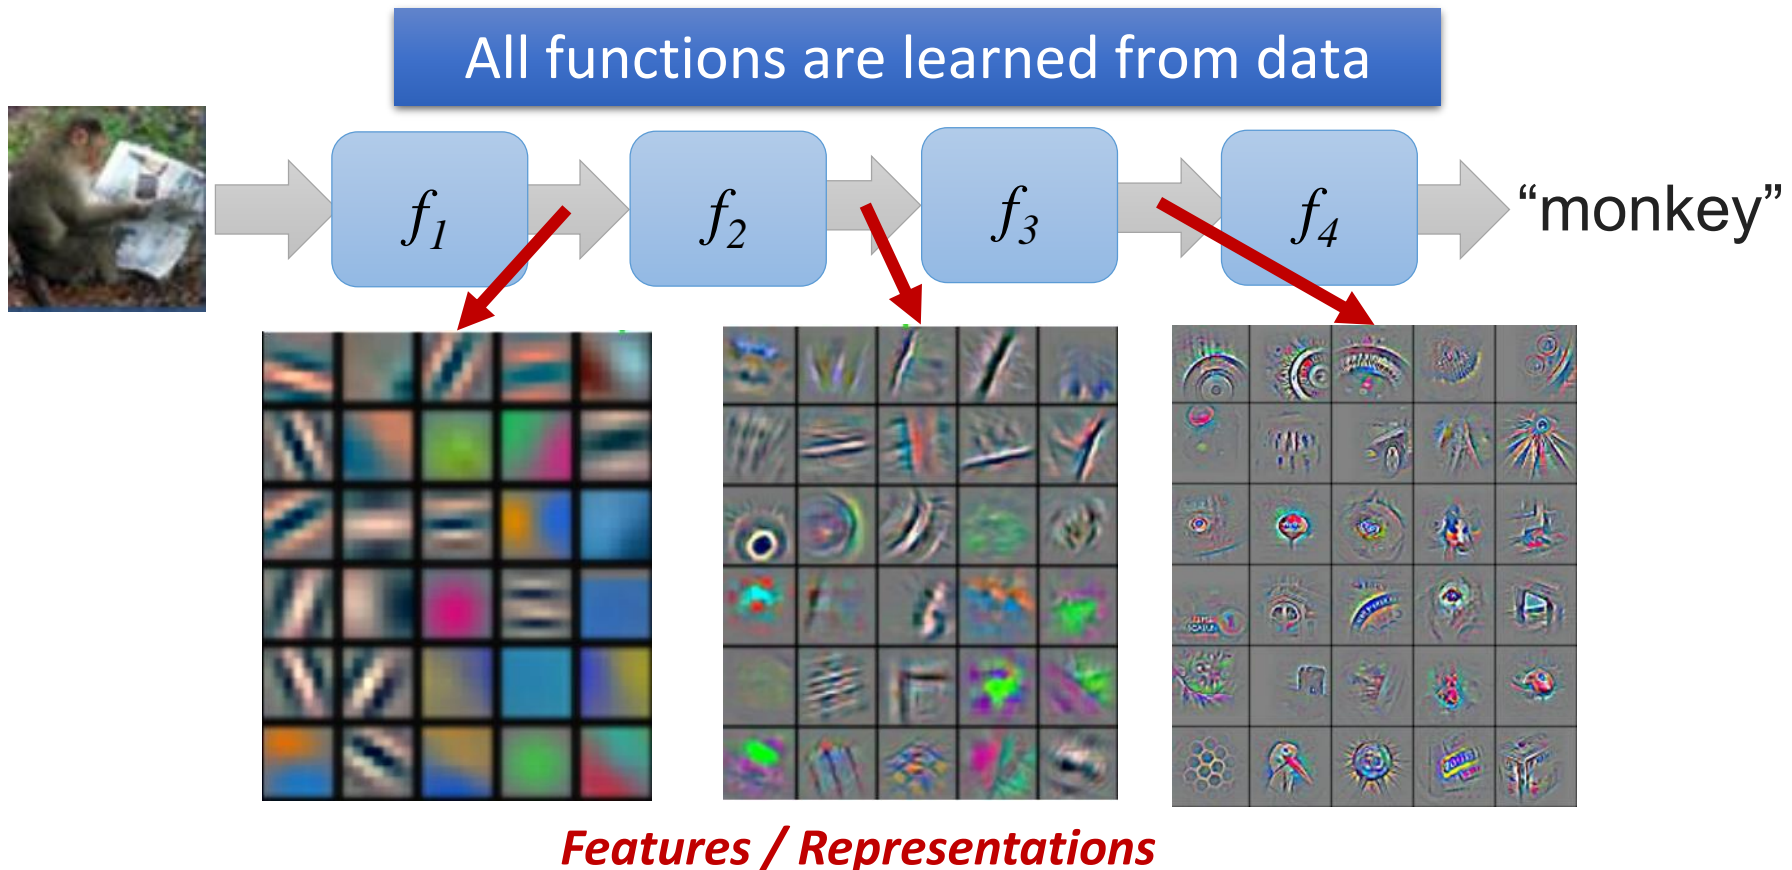 All functions are learned from data
f1
f2
f3
f4
“monkey”
Features / Representations